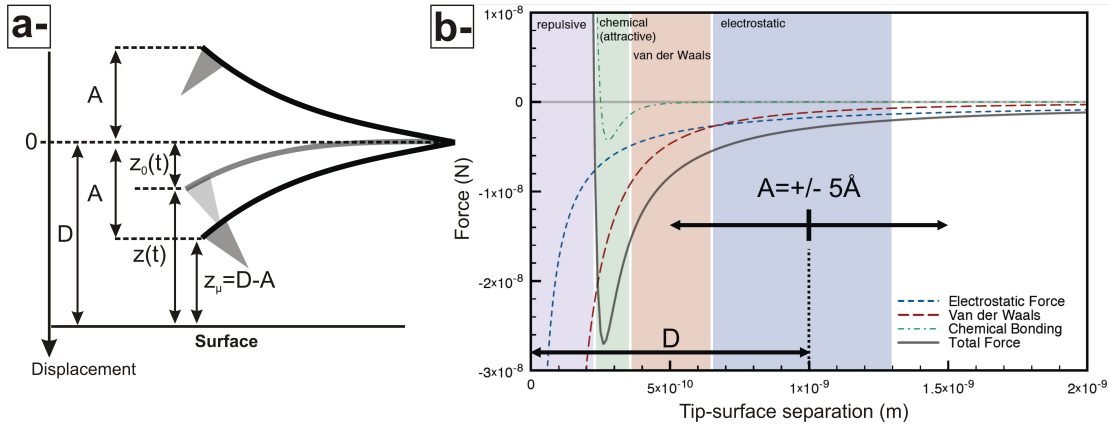 a-
A
0
z₀(t)
A
D
z(t)
zμ=D-A
Surface
Displacement
b-
repulsive
chemical
(attractive)
van der Waals
electrostatic
1×10⁻⁸
0
-1×10⁻⁸
-2×10⁻⁸
-3×10⁻⁸
Force (N)
A=+/- 5Å
D
Electrostatic Force
Van der Waals
Chemical Bonding
Total Force
0
5×10⁻¹⁰
1×10⁻⁹
1.5×10⁻⁹
2×10⁻⁹
Tip-surface separation (m)